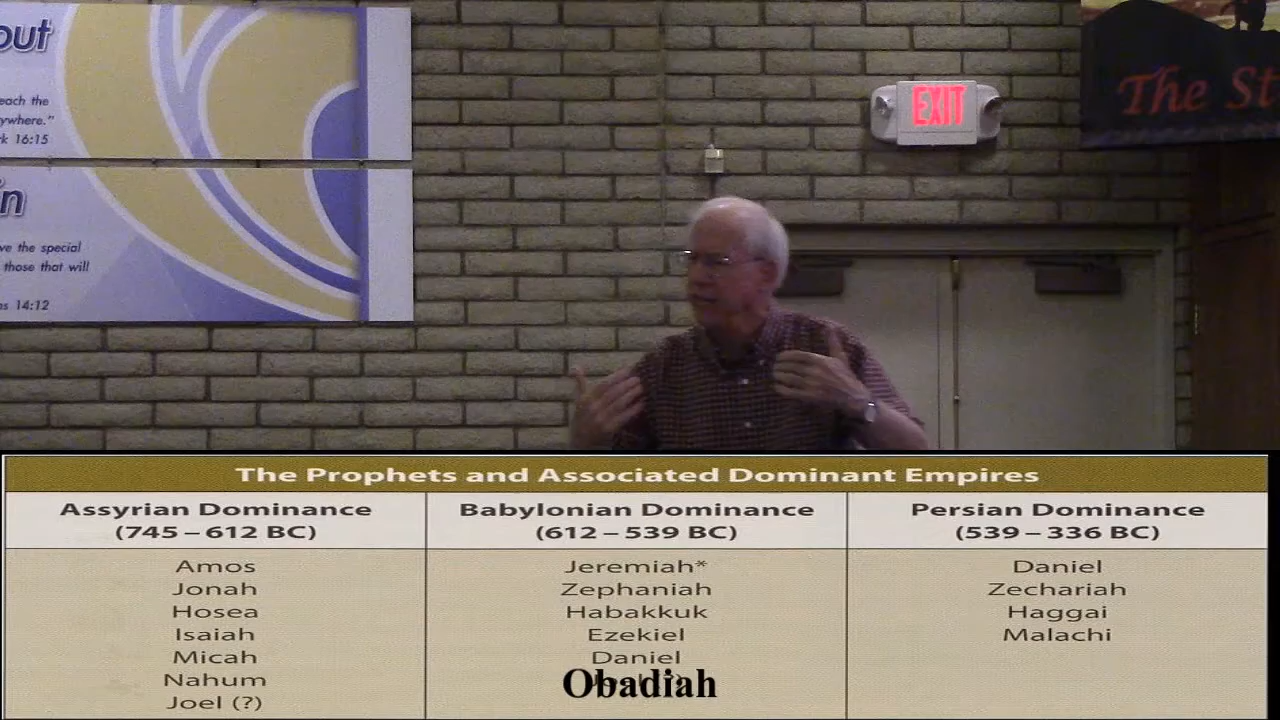 out
each the
ywhere."
rk 16:15
n
ve the special
those that will
ns 14:12
EXIT
The St
The Prophets and Associated Dominant Empires
Assyrian Dominance
(745 – 612 BC)
Babylonian Dominance
(612 – 539 BC)
Persian Dominance
(539 – 336 BC)
Amos
Jonah
Hosea
Isaiah
Micah
Nahum
Joel (?)
Jeremiah*
Zephaniah
Habakkuk
Ezekiel
Daniel
Obadiah
Daniel
Zechariah
Haggai
Malachi